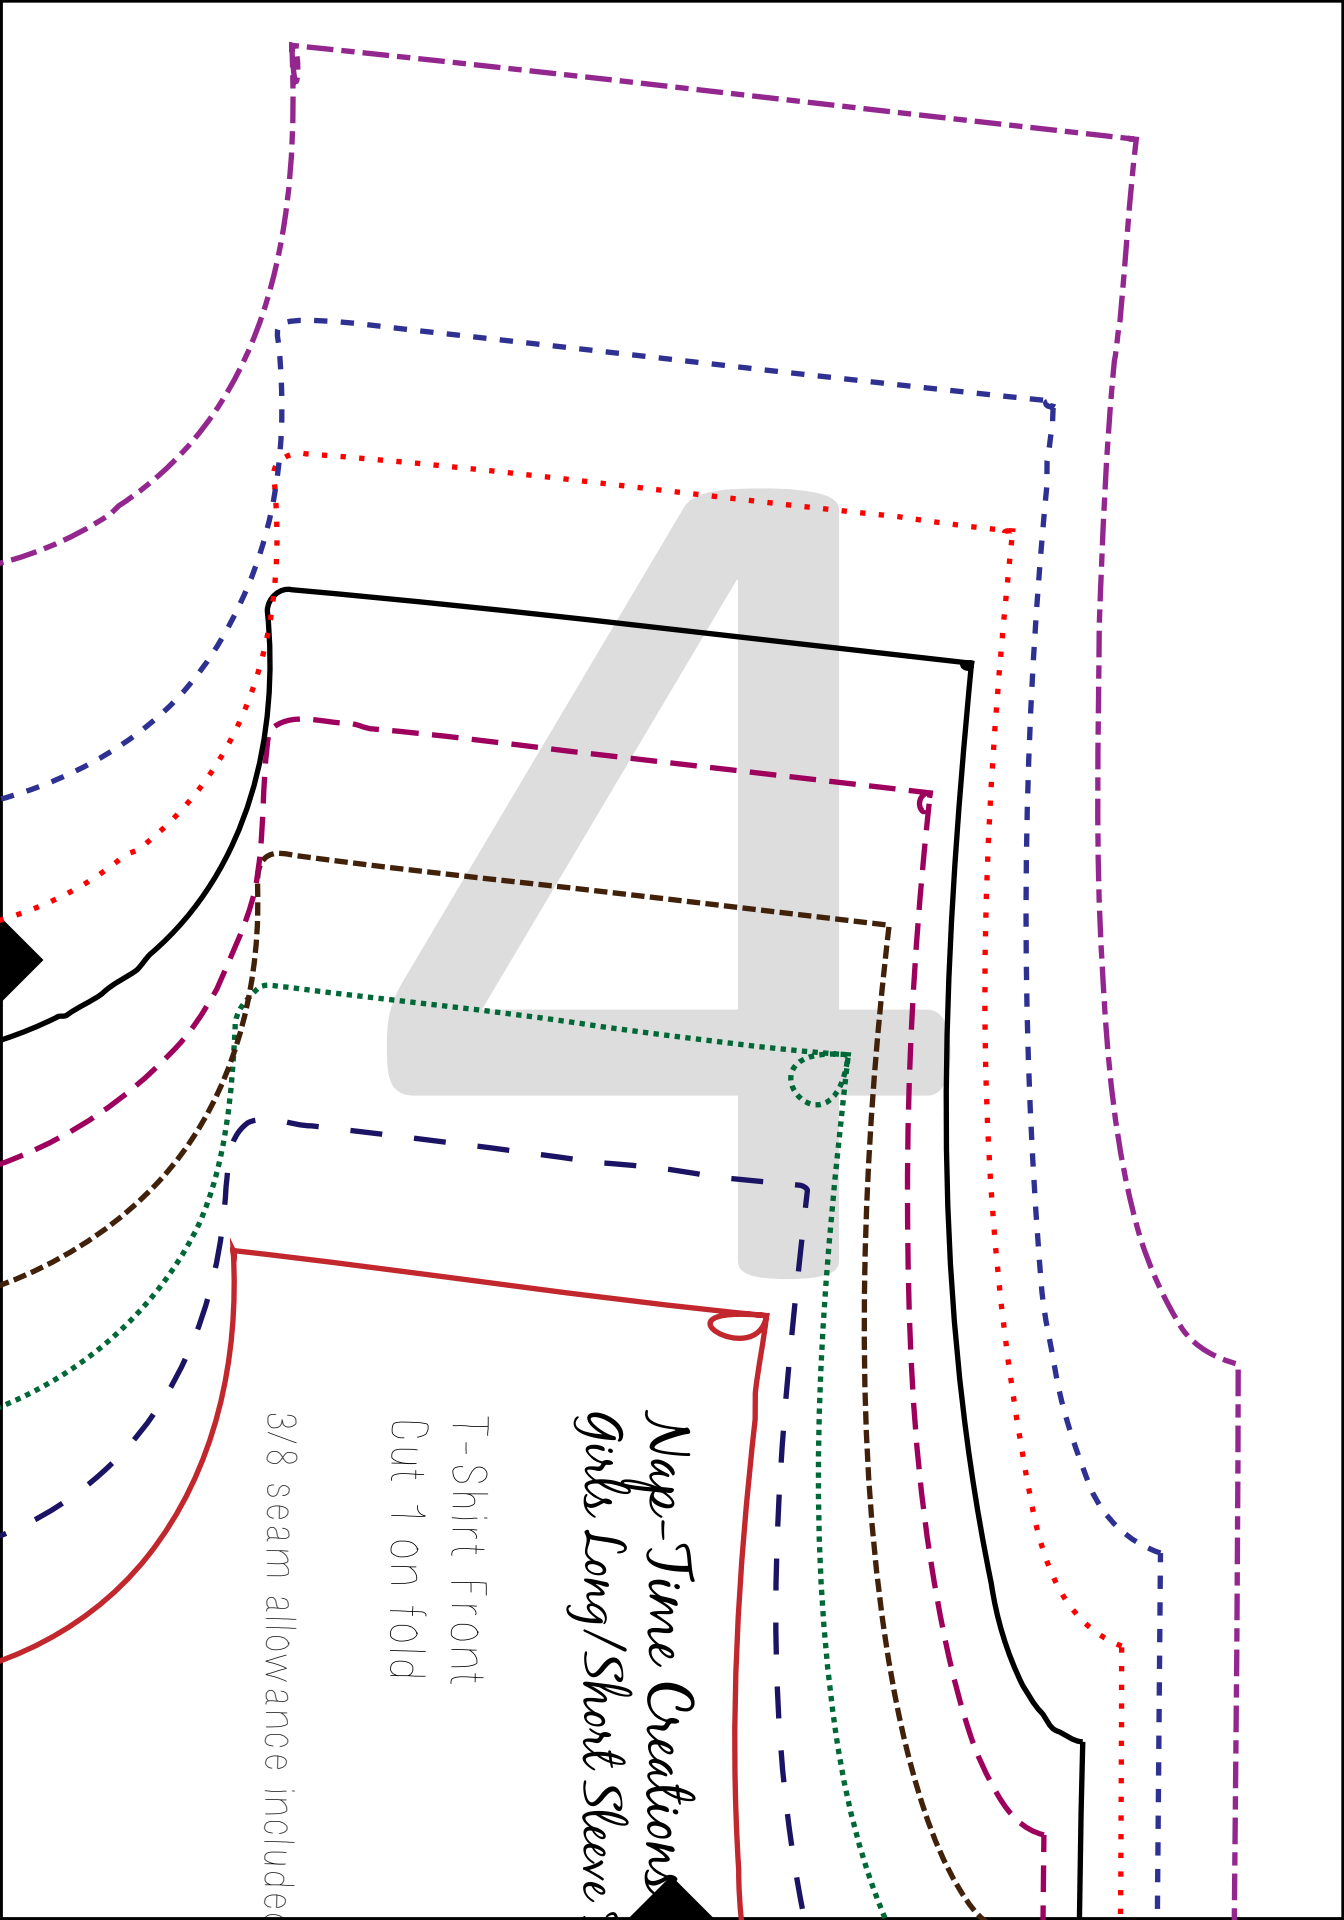 4
Nap-Time Creations
Girls Long/Short Sleeve
T-Shirt Front
Cut 1 on fold
3/8 seam allowance included